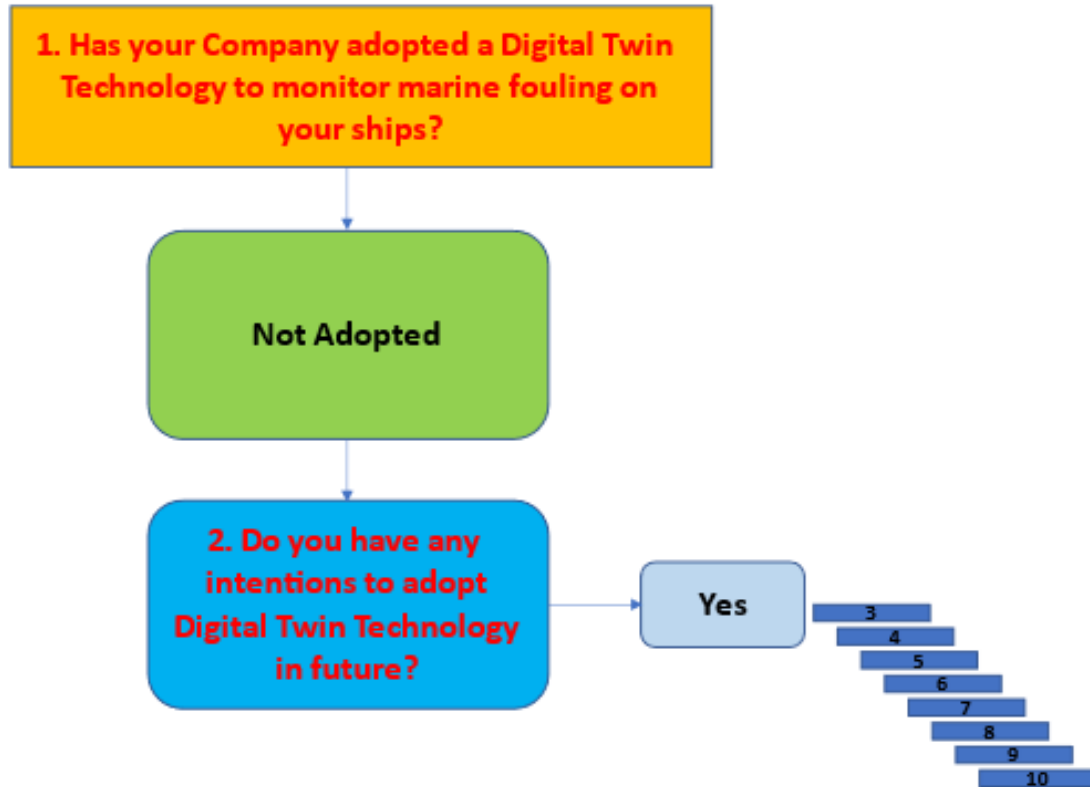 1. Has your Company adopted a Digital Twin
Technology to monitor marine fouling on
your ships?
Not Adopted
2. Do you have any
intentions to adopt
Digital Twin Technology
in future?
Yes
3
4
5
6
7
8
9
10